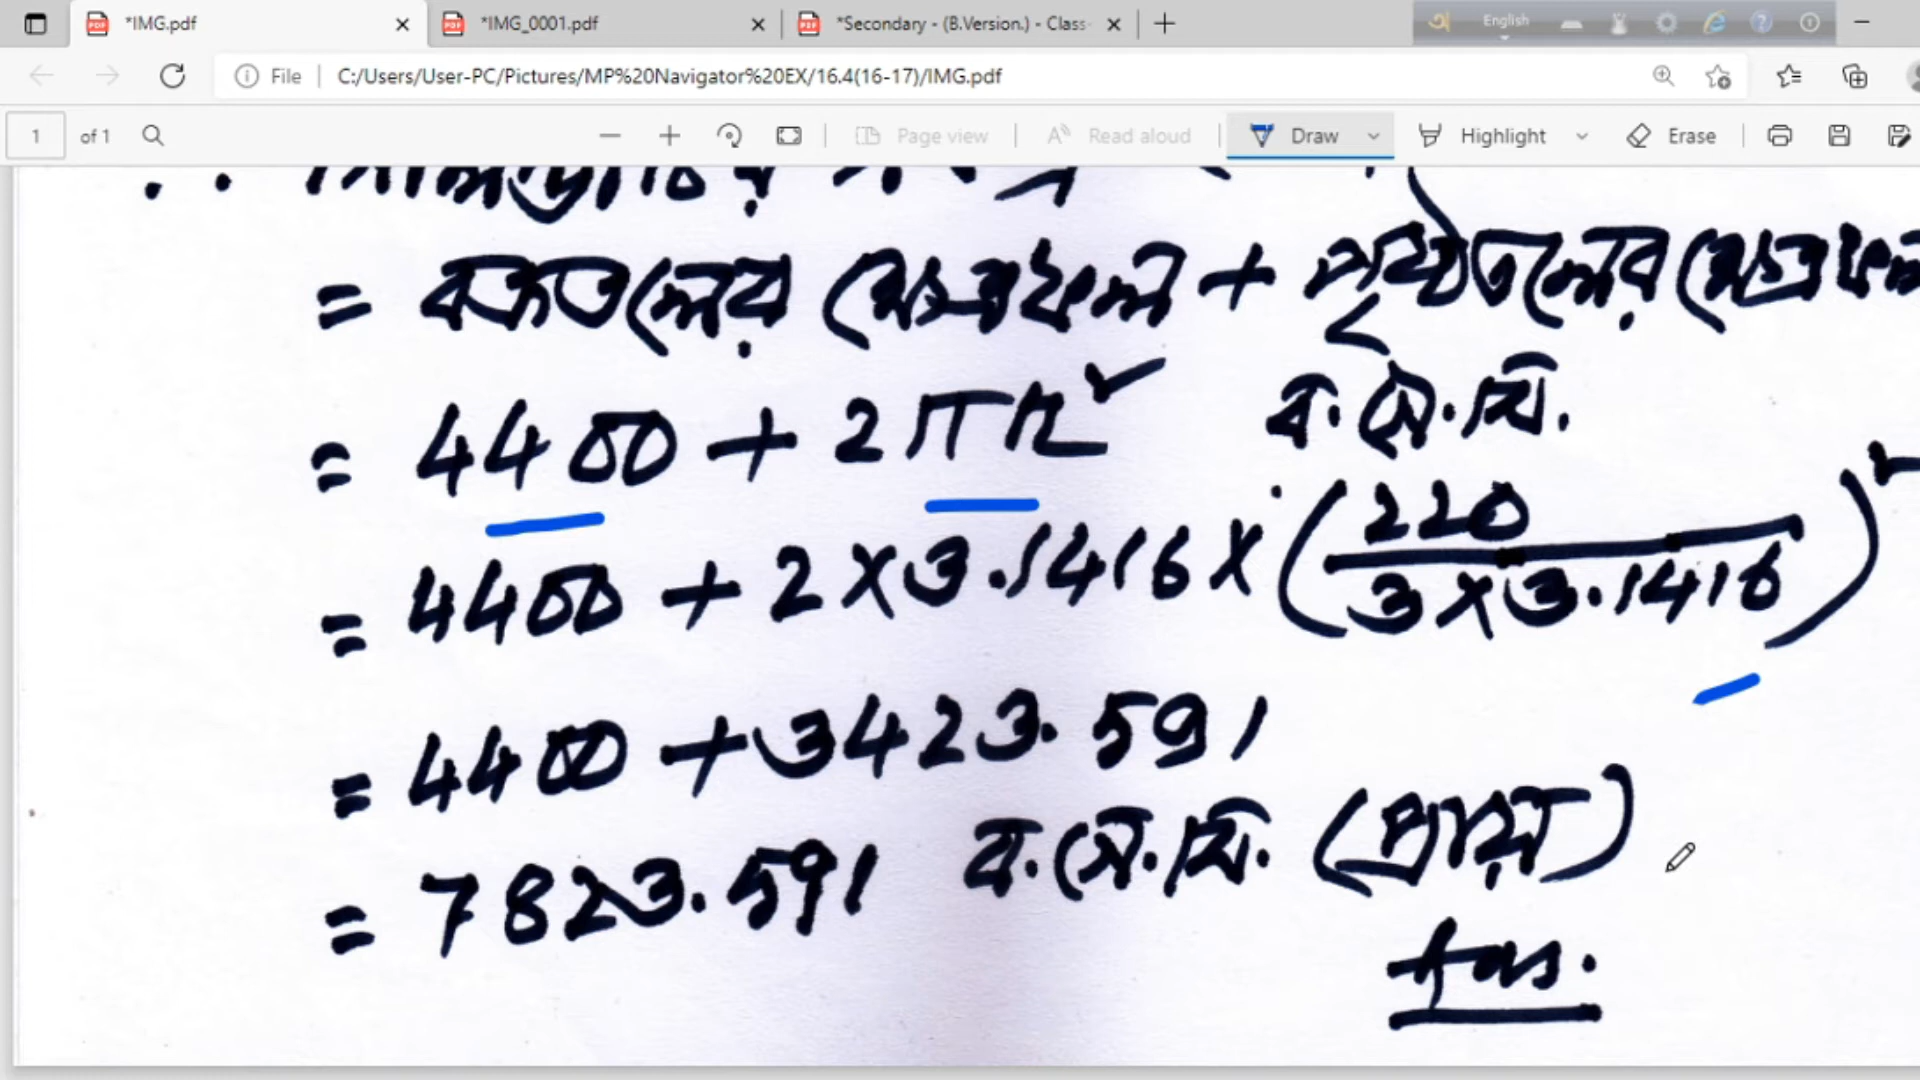 *IMG.pdf
*IMG_0001.pdf
*Secondary - (B.Version.) - Class-
English
File
C:/Users/User-PC/Pictures/MP%20Navigator%20EX/16.4(16-17)/IMG.pdf
1 of 1
Page view
Read aloud
Draw
Highlight
Erase
= বক্রতলের ক্ষেত্রফল + পৃষ্ঠতলের ক্ষেত্রফল
= 4400 + 2πr² ব.সে.মি.
= 4400 + 2×3.1416×(220/3×3.1416)²
= 4400 + 3423.591
= 7823.591 ব.সে.মি. (প্রায়)
Ans.